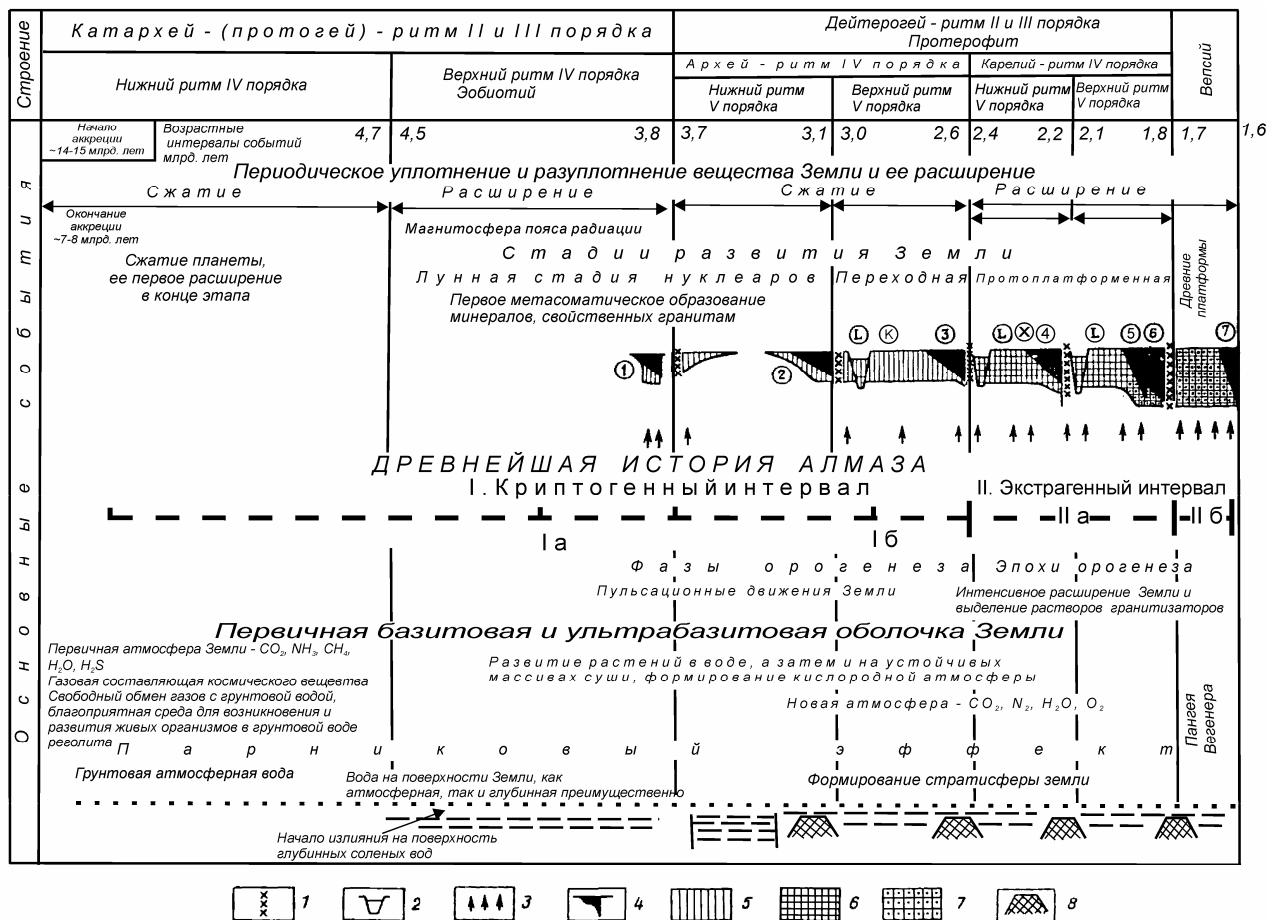 Строение
Катархей - (протогей) - ритм II и III порядка
Дейтерогей - ритм II и III порядка
Протерофит
Вепсий
Нижний ритм IV порядка
Верхний ритм IV порядка
Эобиотий
Архей - ритм IV порядка
Карелий - ритм IV порядка
Нижний ритм
V порядка
Верхний ритм
V порядка
Нижний ритм
V порядка
Верхний ритм
V порядка
Основные события
Начало
аккреции
~14-15 млрд. лет
Возрастные
интервалы событий
млрд. лет
4,7 4,5 3,8 3,7 3,1 3,0 2,6 2,4 2,2 2,1 1,8 1,7 1,6
Периодическое уплотнение и разуплотнение вещества Земли и ее расширение
Сжатие Расширение Сжатие Расширение
Окончание
аккреции
~7-8 млрд. лет
Магнитосфера пояса радиации
Сжатие планеты,
ее первое расширение
в конце этапа
Стадии развития Земли
Лунная стадия нуклеаров Переходная Протоплатформенная
Древние
платформы
Первое метасоматическое образование
минералов, свойственных гранитам
L K 3 L X 4 L 5 6 7
1 2
ДРЕВНЕЙШАЯ ИСТОРИЯ АЛМАЗА
I. Криптогенныйинтервал II. Экстрагенный интервал
II а II б
I а I б
Фазы орогенеза Эпохи орогенеза
Пульсационные движения Земли
Интенсивное расширение Земли и
выделение растворов гранитизаторов
Первичная базитовая и ультрабазитовая оболочка Земли
Первичная атмосфера Земли - CO₂, NH₃, CH₄,
H₂O, H₂S
Газовая составляющая космического вещевтва
Свободный обмен газов с грунтовой водой,
благоприятная среда для возникновения и
развития живых организмов в грунтовой воде
реголита
Развитие растений в воде, а затем и на устойчивых
массивах суши, формирование кислородной атмосферы
Новая атмосфера - CO₂, N₂, H₂O, O₂
Пангея
Вегенера
Парниковый эффект
Грунтовая атмосферная вода
Вода на поверхности Земли, как
атмосферная, так и глубинная преимущественно
Формирование стратисферы земли
Начало излияния на поверхность
глубинных соленых вод
1 2 3 4 5 6 7 8